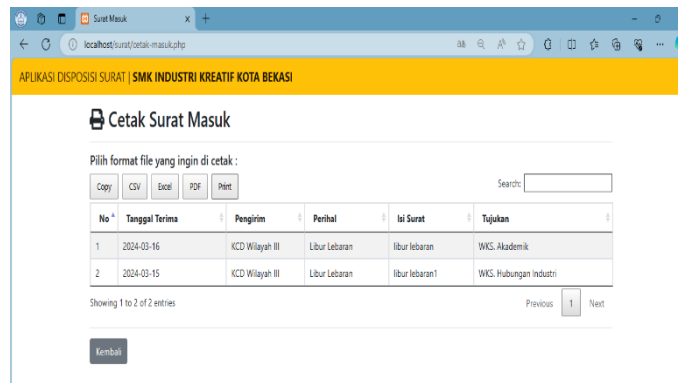 Surat Masuk
localhost/surat/cetak-masuk.php
APLIKASI DISPOSISI SURAT | SMK INDUSTRI KREATIF KOTA BEKASI
Cetak Surat Masuk
Pilih format file yang ingin di cetak :
Copy CSV Excel PDF Print Search:
No Tanggal Terima Pengirim Perihal Isi Surat Tujukan
1 2024-03-16 KCD Wilayah III Libur Lebaran libur lebaran WKS. Akademik
2 2024-03-15 KCD Wilayah III Libur Lebaran libur lebaran1 WKS. Hubungan Industri
Showing 1 to 2 of 2 entries Previous 1 Next
Kembali